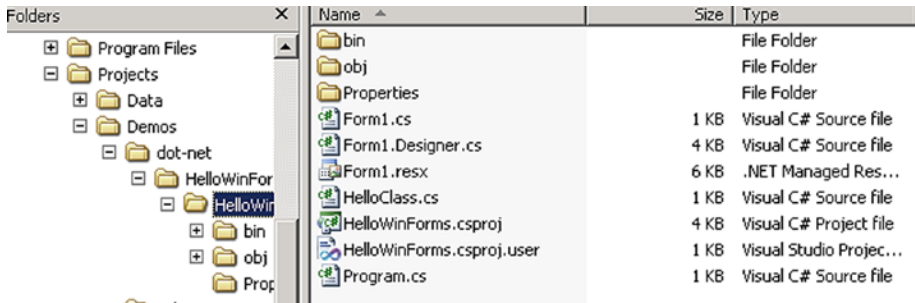 Folders
Program Files
Projects
Data
Demos
dot-net
HelloWinFor
HelloWin
bin
obj
Prop
Name Size Type
bin File Folder
obj File Folder
Properties File Folder
Form1.cs 1 KB Visual C# Source file
Form1.Designer.cs 4 KB Visual C# Source file
Form1.resx 6 KB .NET Managed Res...
HelloClass.cs 1 KB Visual C# Source file
HelloWinForms.csproj 4 KB Visual C# Project file
HelloWinForms.csproj.user 1 KB Visual Studio Projec...
Program.cs 1 KB Visual C# Source file